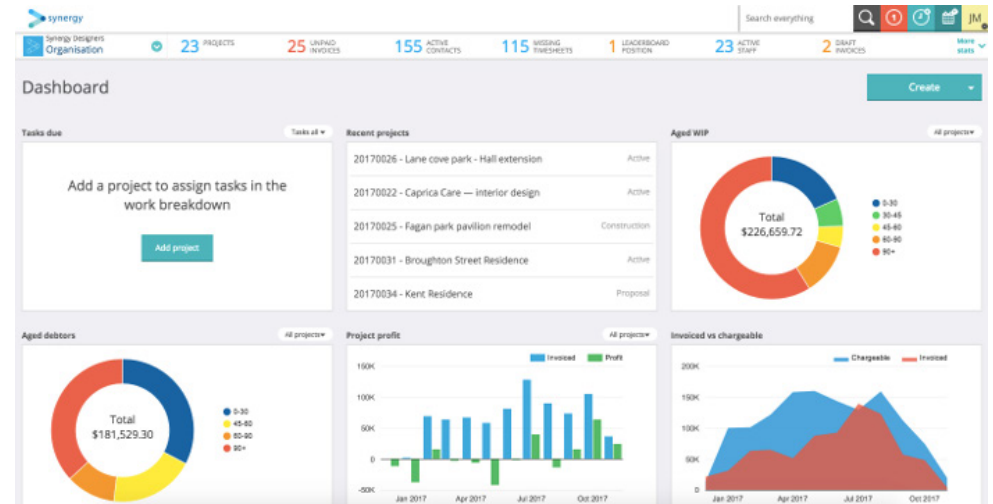 synergy
Search everything
1
JM
Synergy Designers
Organisation
23 PROJECTS
25 UNPAID INVOICES
155 ACTIVE CONTACTS
115 MISSING TIMESHEETS
1 LEADERBOARD POSITION
23 ACTIVE STAFF
2 DRAFT INVOICES
More stats
Dashboard
Create
Tasks due
Tasks all
Add a project to assign tasks in the
work breakdown
Add project
Recent projects
20170026 - Lane cove park - Hall extension Active
20170022 - Caprica Care — interior design Active
20170025 - Fagan park pavilion remodel Construction
20170031 - Broughton Street Residence Active
20170034 - Kent Residence Proposal
Aged WIP
All projects
Total
$226,659.72
0-30
30-45
45-60
60-90
90+
Aged debtors
All projects
Total
$181,529.30
0-30
45-60
60-90
90+
Project profit
All projects
Invoiced Profit
150K
100K
50K
0
-50K
Jan 2017 Apr 2017 Jul 2017 Oct 2017
Invoiced vs chargeable
Chargeable Invoiced
200K
150K
100K
50K
0
Jan 2017 Apr 2017 Jul 2017 Oct 2017